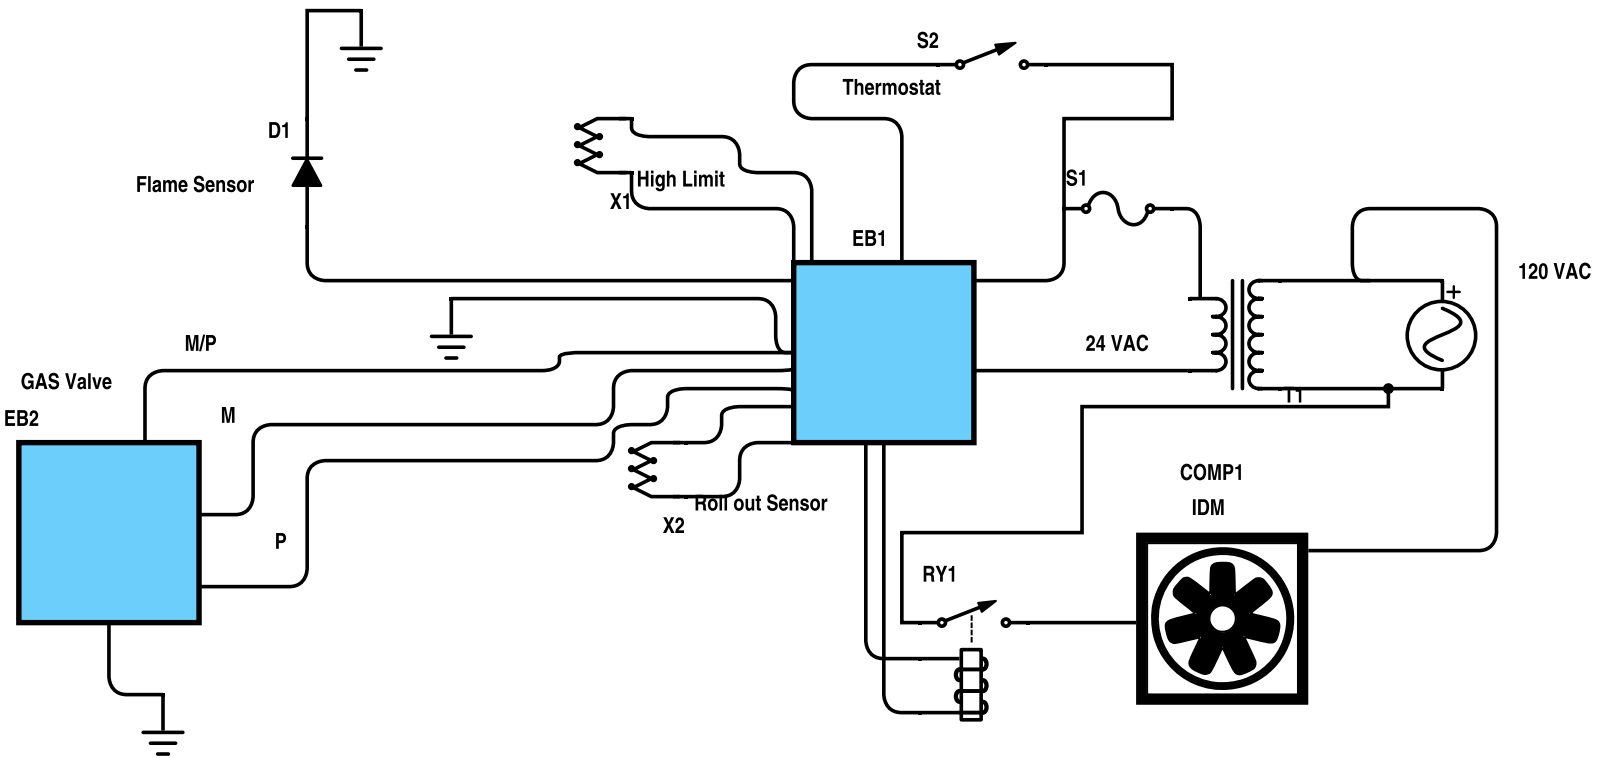 S2
Thermostat
D1
Flame Sensor
High Limit
X1
S1
EB1
120 VAC
+
M/P
24 VAC
GAS Valve
EB2
T1
M
COMP1
IDM
Roll out Sensor
X2
P
RY1